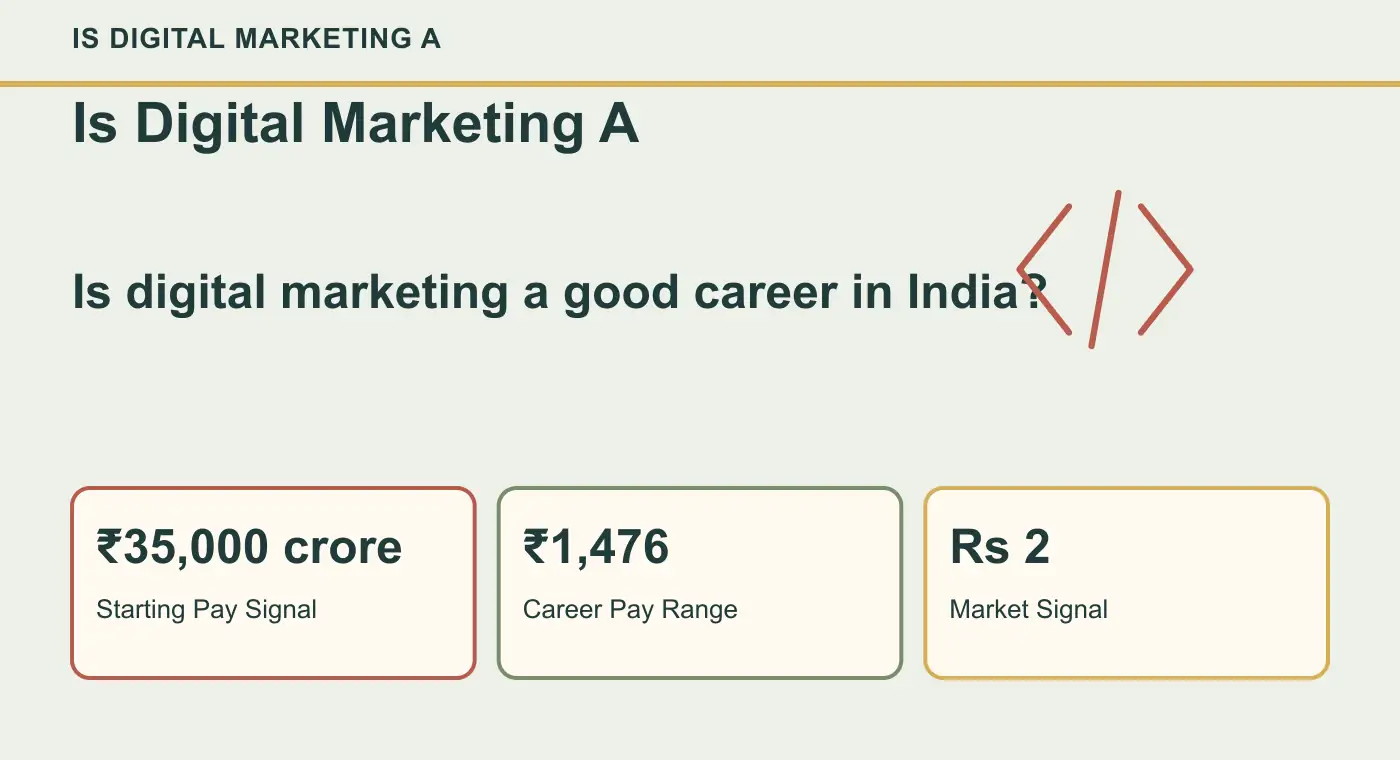 IS DIGITAL MARKETING A
Is Digital Marketing A
Is digital marketing a good career in India?
₹35,000 crore
Starting Pay Signal
₹1,476
Career Pay Range
Rs 2
Market Signal